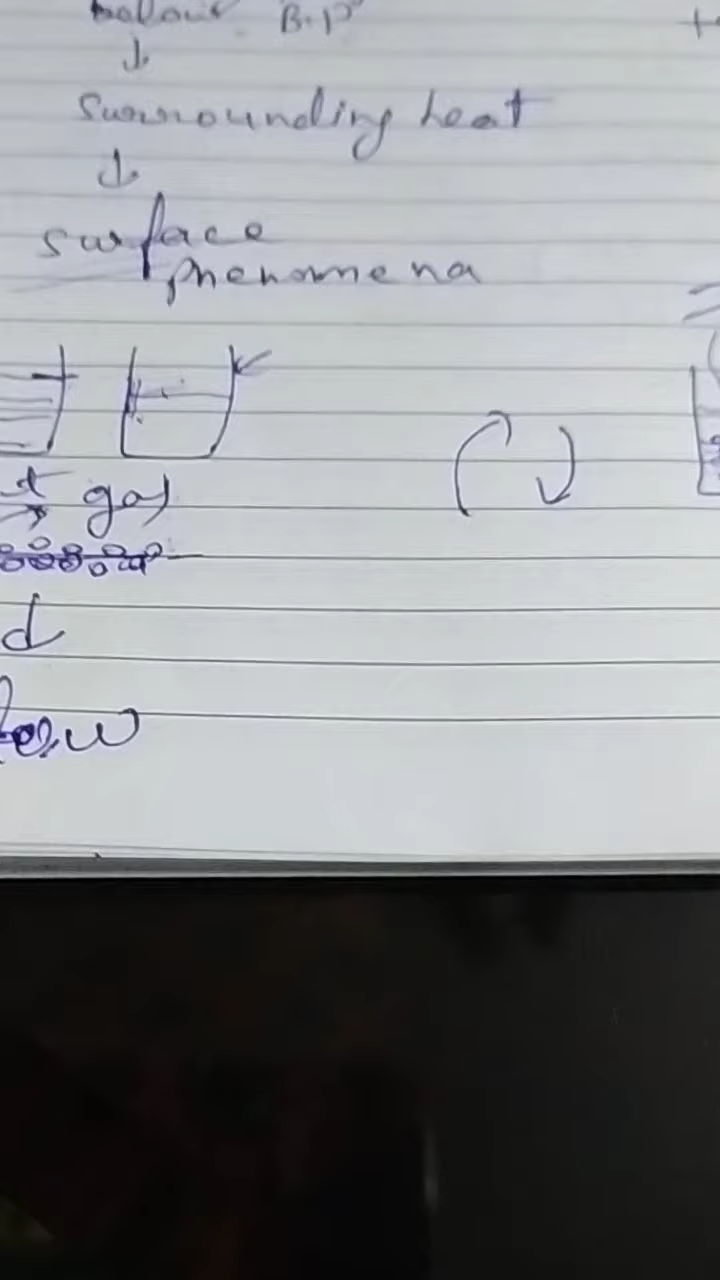 below B.P
↓
surrounding heat
↓
surface
phenomena
gas
d